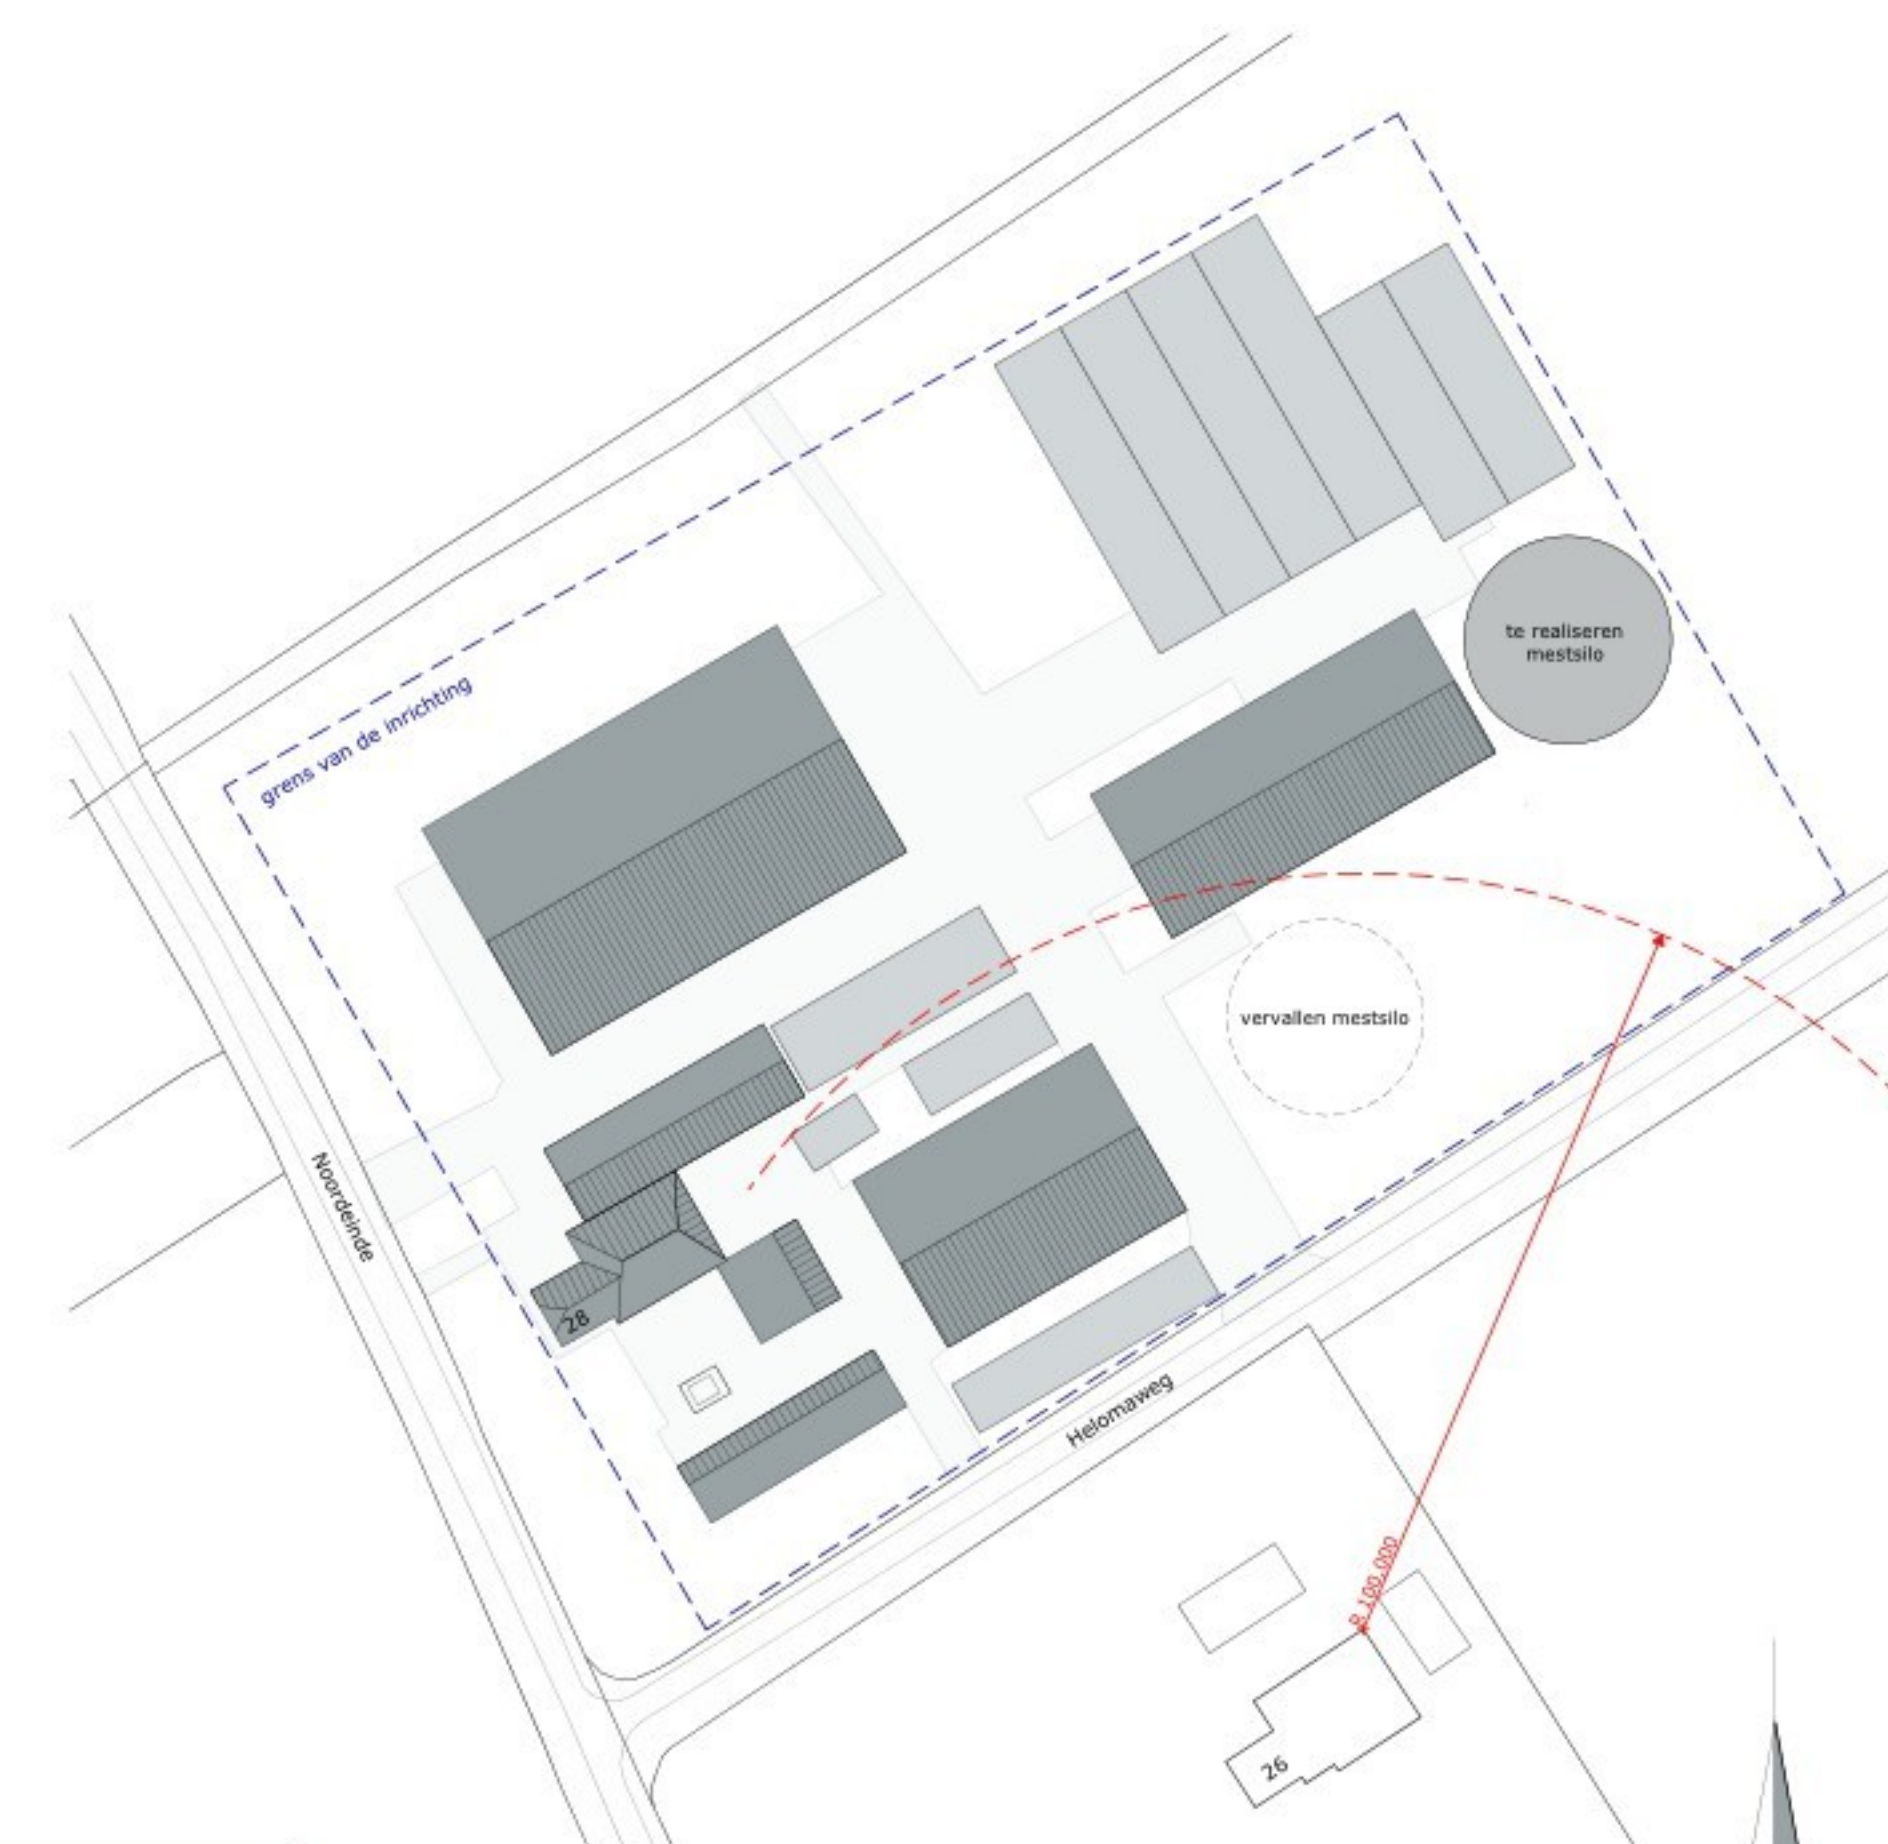 te realiseren
mestsilo
grens van de inrichting
vervallen mestsilo
Noordeinde
28
Helomaweg
R 100.000
26